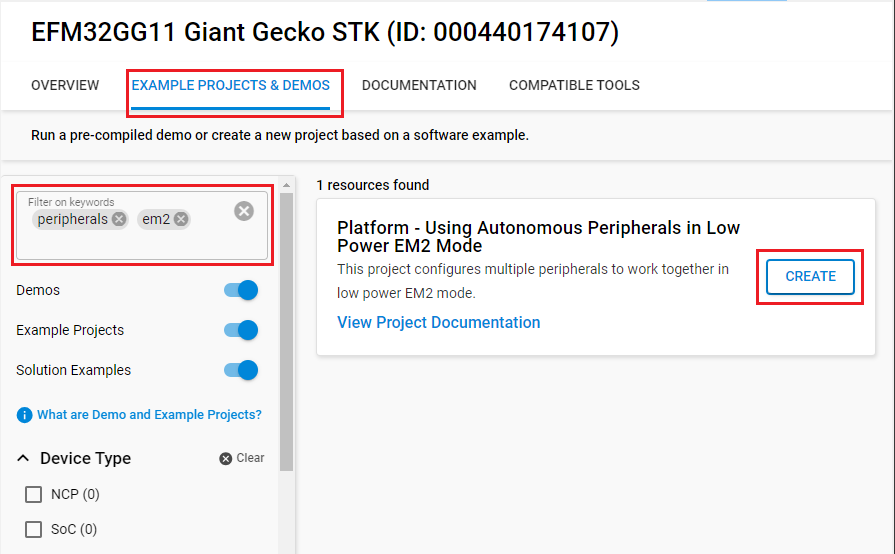 EFM32GG11 Giant Gecko STK (ID: 000440174107)
OVERVIEW
EXAMPLE PROJECTS & DEMOS
DOCUMENTATION
COMPATIBLE TOOLS
Run a pre-compiled demo or create a new project based on a software example.
Filter on keywords
peripherals
em2
Demos
Example Projects
Solution Examples
What are Demo and Example Projects?
Device Type
Clear
NCP (0)
SoC (0)
1 resources found
Platform - Using Autonomous Peripherals in Low
Power EM2 Mode
This project configures multiple peripherals to work together in
low power EM2 mode.
View Project Documentation
CREATE